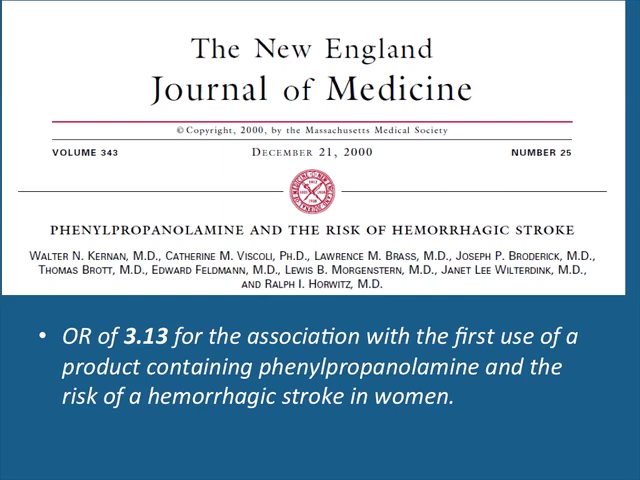 The New England
Journal of Medicine
© Copyright, 2000, by the Massachusetts Medical Society
VOLUME 343 DECEMBER 21, 2000 NUMBER 25
PHENYLPROPANOLAMINE AND THE RISK OF HEMORRHAGIC STROKE
WALTER N. KERNAN, M.D., CATHERINE M. VISCOLI, PH.D., LAWRENCE M. BRASS, M.D., JOSEPH P. BRODERICK, M.D.,
THOMAS BROTT, M.D., EDWARD FELDMANN, M.D., LEWIS B. MORGENSTERN, M.D., JANET LEE WILTERDINK, M.D.,
AND RALPH I. HORWITZ, M.D.
• OR of 3.13 for the association with the first use of a
product containing phenylpropanolamine and the
risk of a hemorrhagic stroke in women.